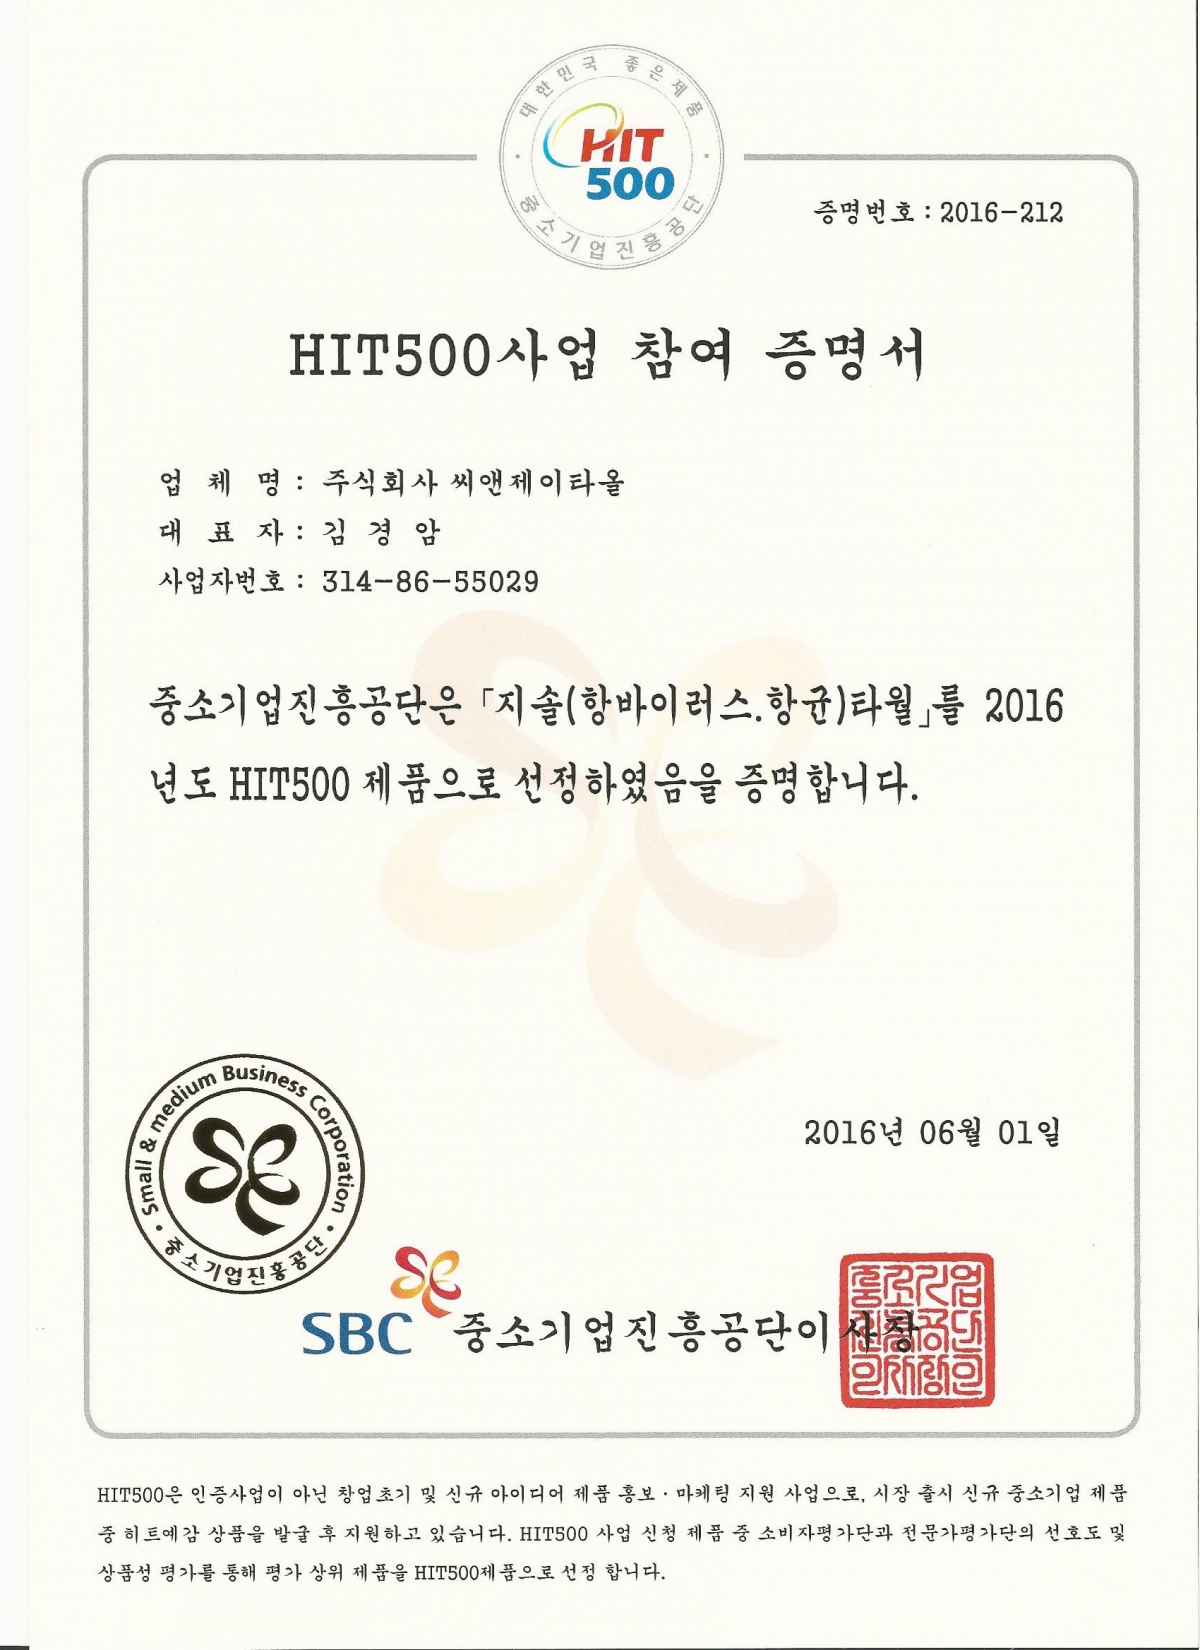 대한민국 좋은제품
HIT
500
중소기업진흥공단
증명번호 : 2016-212
HIT500사업 참여 증명서
업 체 명 : 주식회사 씨앤제이타올
대 표 자 : 김 경 암
사업자번호 : 314-86-55029
중소기업진흥공단은 「지솔(항바이러스.항균)타월」를 2016
년도 HIT500 제품으로 선정하였음을 증명합니다.
2016년 06월 01일
Small & medium Business Corporation
중소기업진흥공단
SBC 중소기업진흥공단이사장
중소기업
진흥공단
이사장인
HIT500은 인증사업이 아닌 창업초기 및 신규 아이디어 제품 홍보 · 마케팅 지원 사업으로, 시장 출시 신규 중소기업 제품
중 히트예감 상품을 발굴 후 지원하고 있습니다. HIT500 사업 신청 제품 중 소비자평가단과 전문가평가단의 선호도 및
상품성 평가를 통해 평가 상위 제품을 HIT500제품으로 선정 합니다.